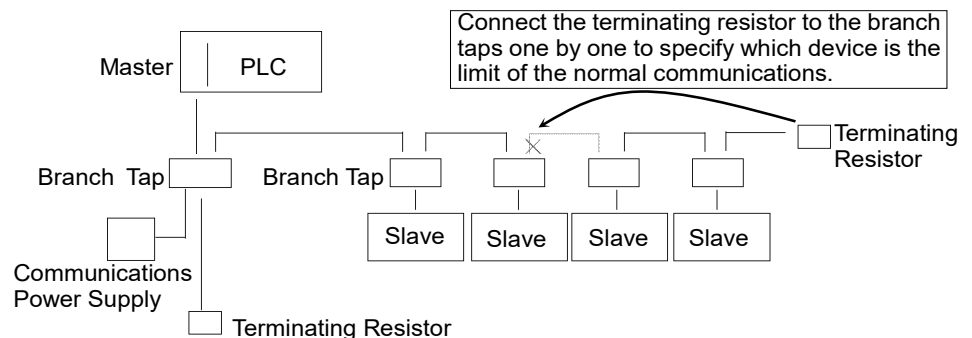 Connect the terminating resistor to the branch
taps one by one to specify which device is the
limit of the normal communications.
Master
PLC
Terminating
Resistor
Branch Tap
Branch Tap
Slave
Slave
Slave
Slave
Communications
Power Supply
Terminating Resistor